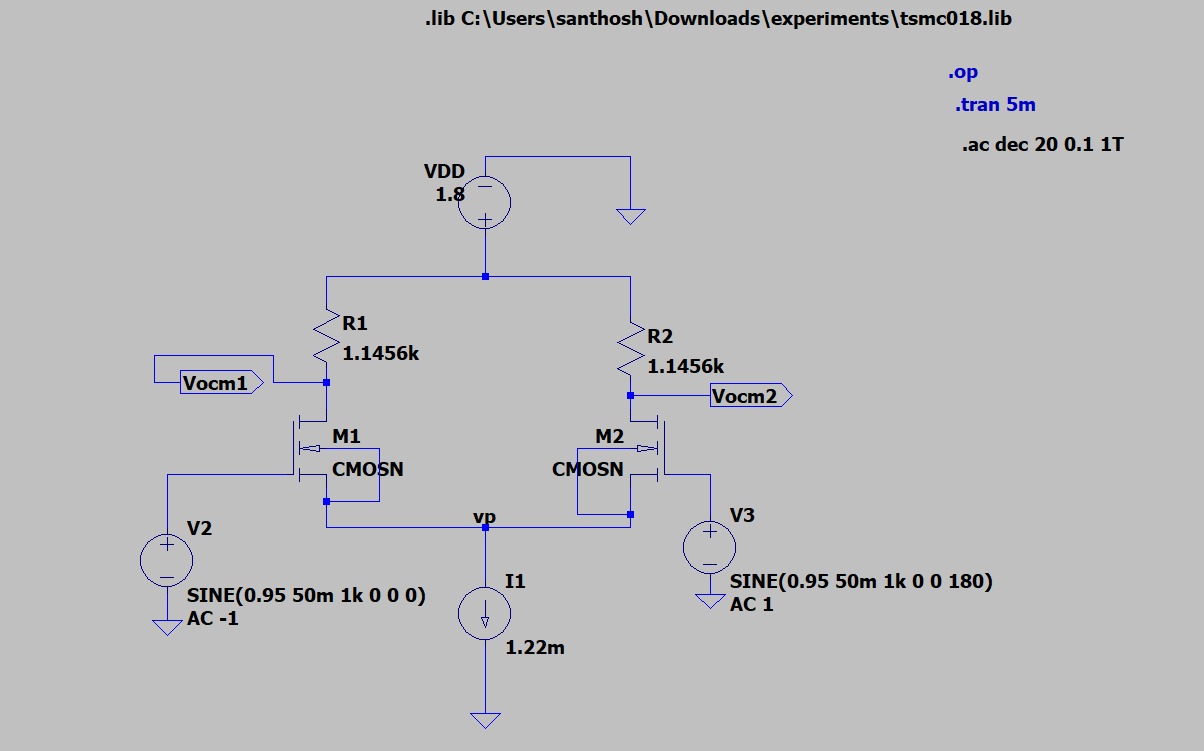 .lib C:\Users\santhosh\Downloads\experiments\tsmc018.lib
.op
.tran 5m
.ac dec 20 0.1 1T
VDD
1.8
R1
1.1456k
R2
1.1456k
Vocm1
Vocm2
M1
CMOSN
M2
CMOSN
vp
V2
SINE(0.95 50m 1k 0 0 0)
AC -1
V3
SINE(0.95 50m 1k 0 0 180)
AC 1
I1
1.22m